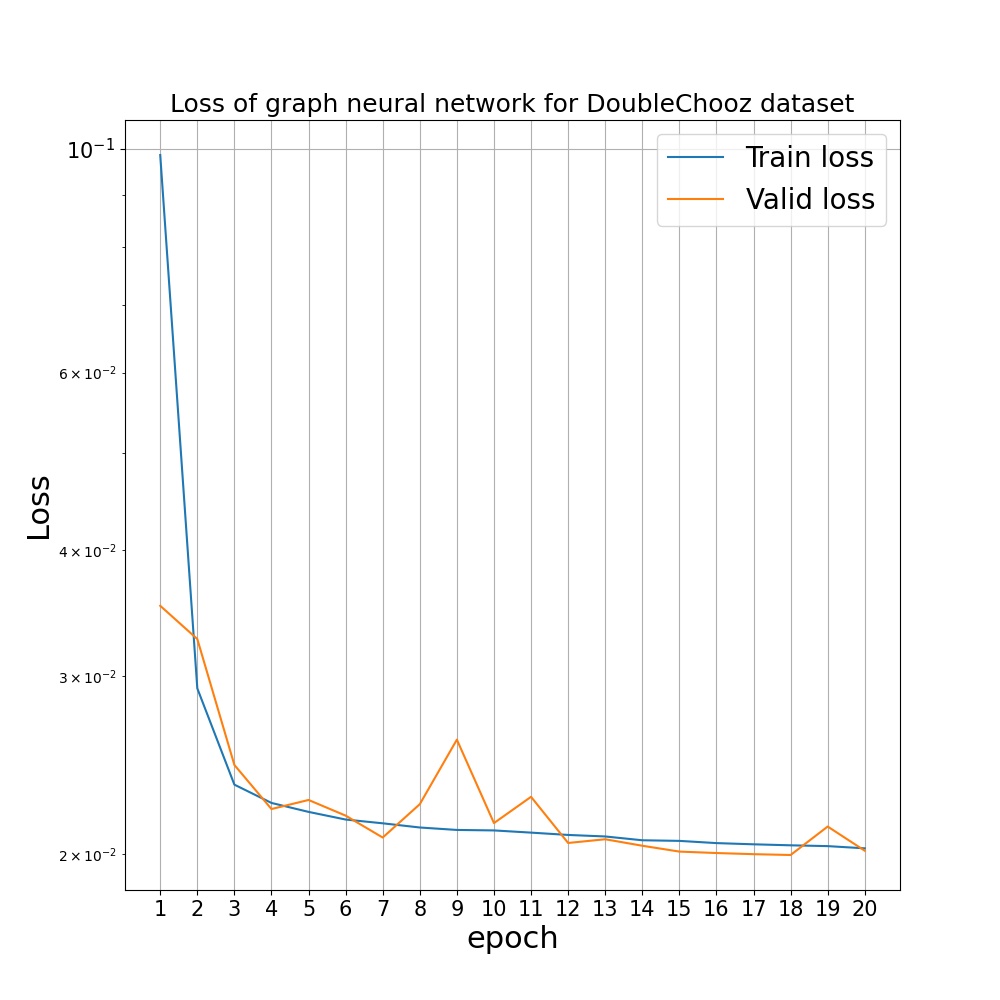 Loss of graph neural network for DoubleChooz dataset
Train loss
Valid loss
10⁻¹
6 × 10⁻²
4 × 10⁻²
3 × 10⁻²
2 × 10⁻²
Loss
1 2 3 4 5 6 7 8 9 10 11 12 13 14 15 16 17 18 19 20
epoch